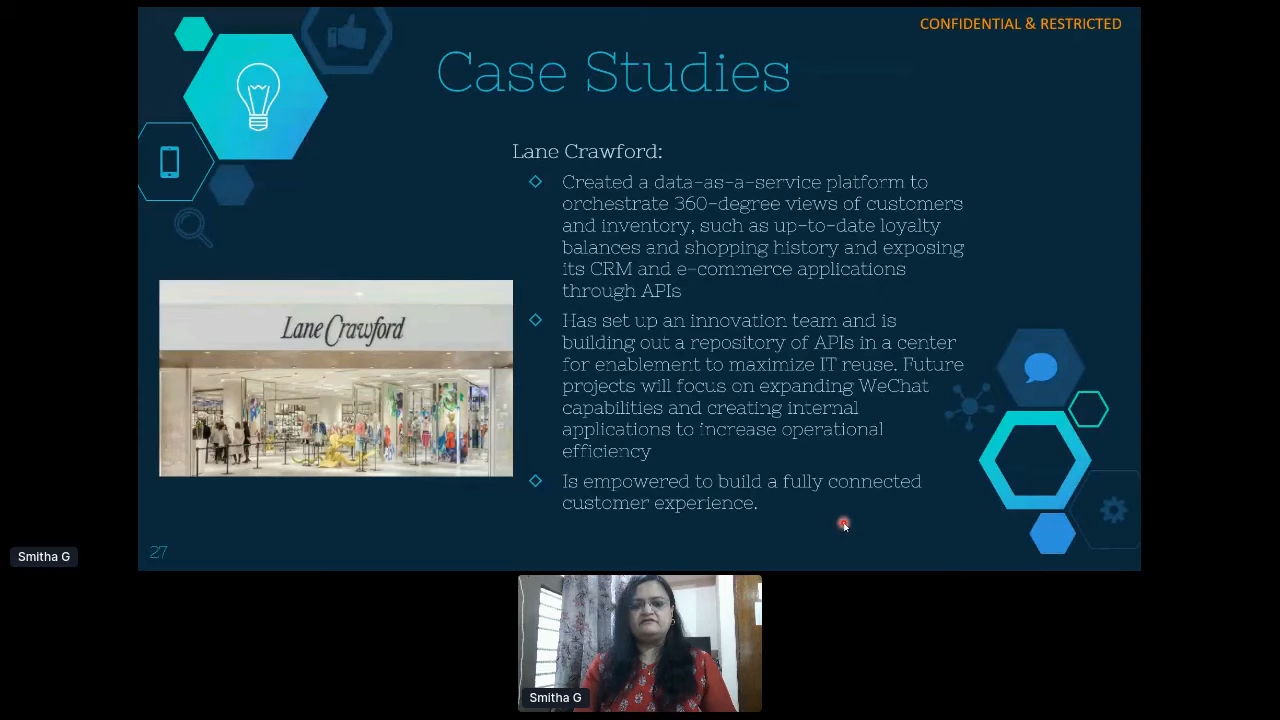 CONFIDENTIAL & RESTRICTED
Case Studies
Lane Crawford:
Created a data-as-a-service platform to
orchestrate 360-degree views of customers
and inventory, such as up-to-date loyalty
balances and shopping history and exposing
its CRM and e-commerce applications
through APIs
Lane Crawford
Has set up an innovation team and is
building out a repository of APIs in a center
for enablement to maximize IT reuse. Future
projects will focus on expanding WeChat
capabilities and creating internal
applications to increase operational
efficiency
Is empowered to build a fully connected
customer experience.
27
Smitha G
Smitha G